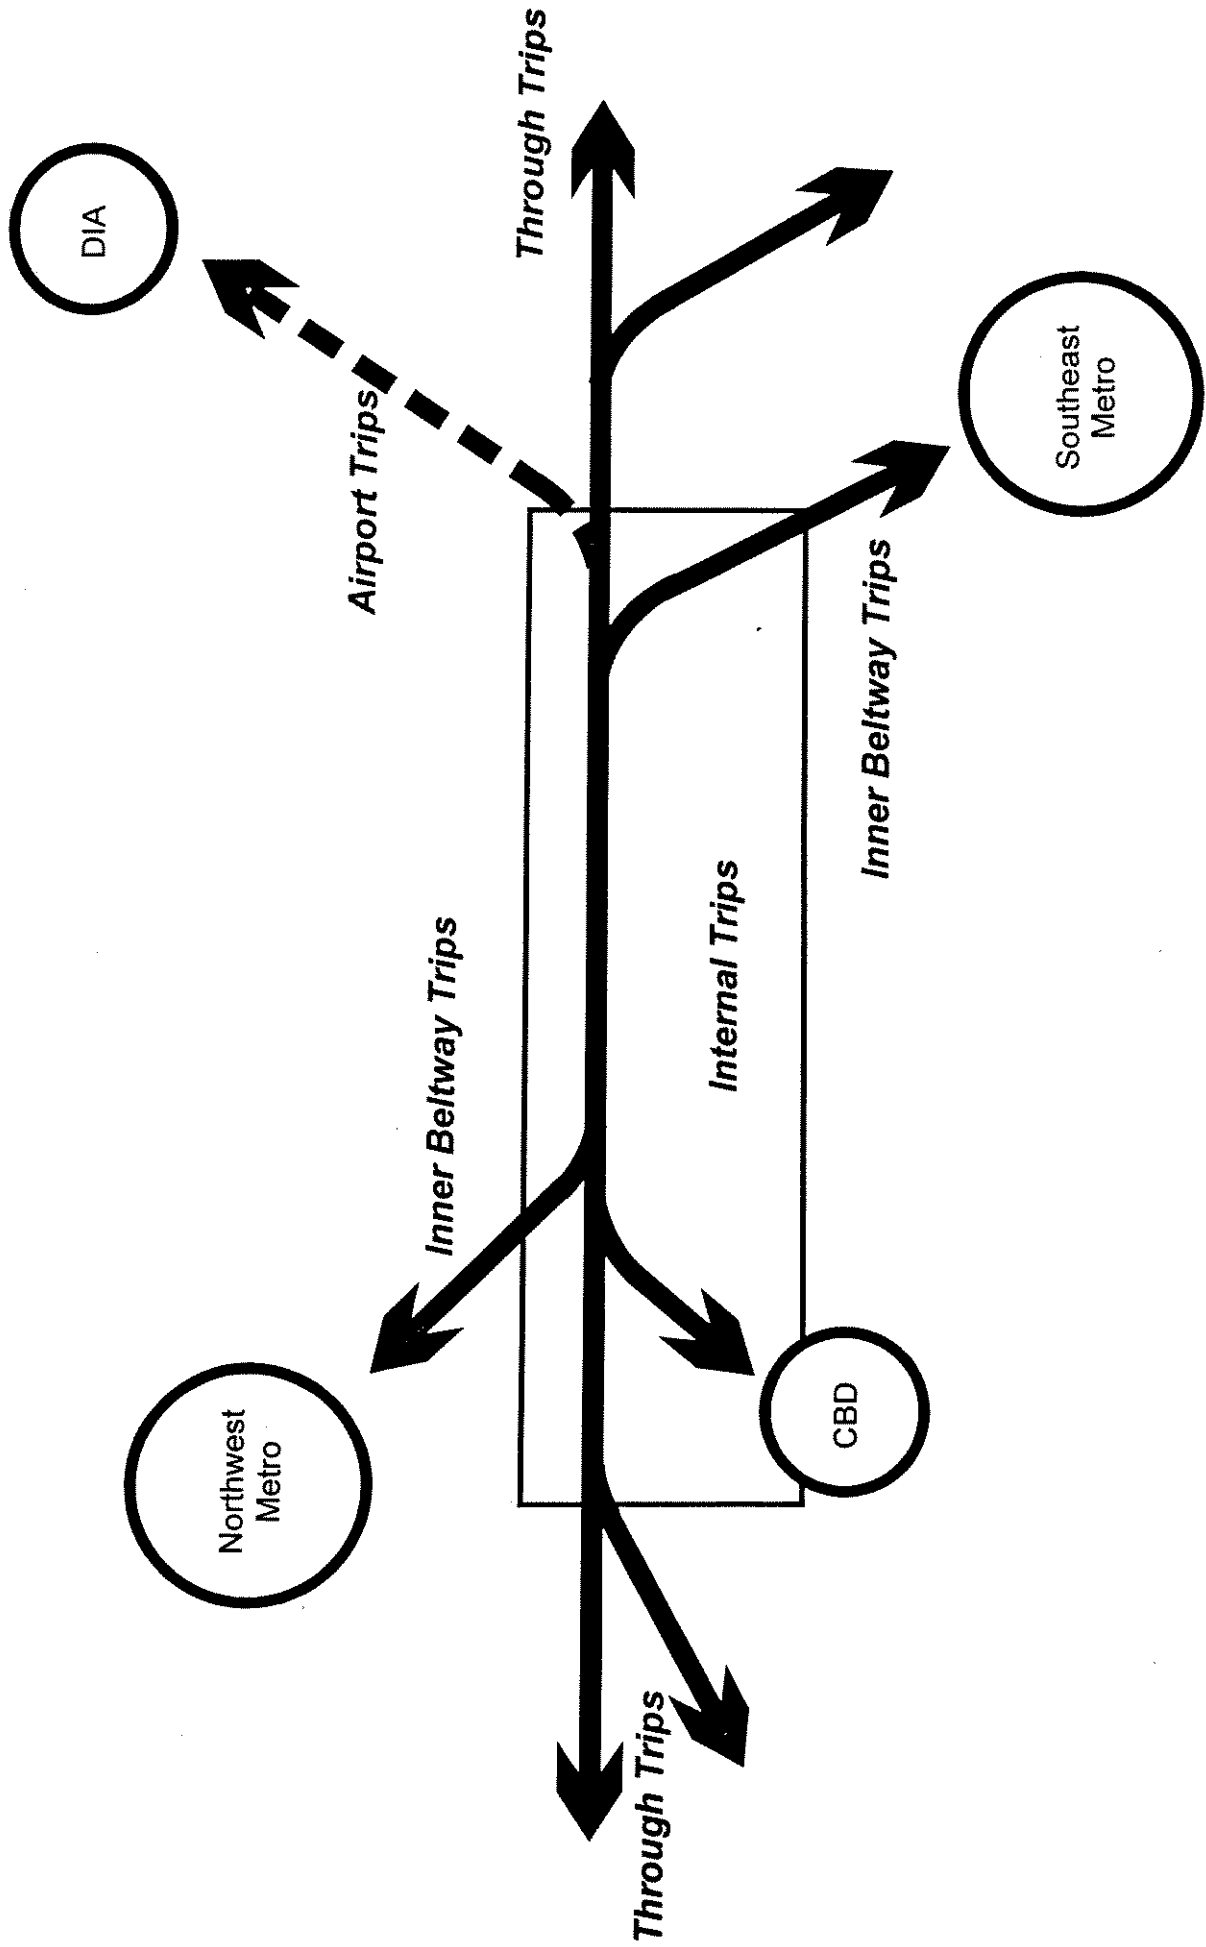 DIA
Northwest
Metro
Airport Trips
Inner Beltway Trips
Through Trips
Through Trips
Internal Trips
CBD
Inner Beltway Trips
Southeast
Metro